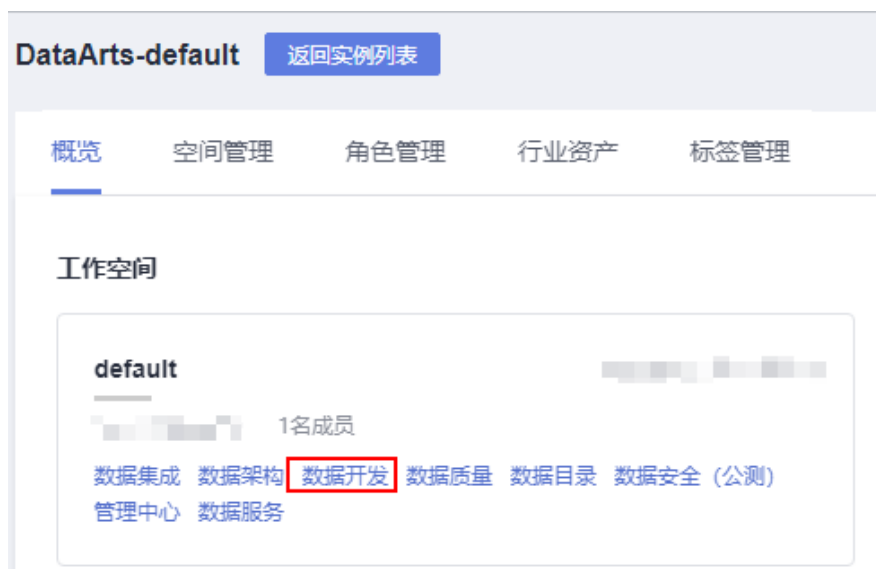 DataArts-default 返回实例列表
概览 空间管理 角色管理 行业资产 标签管理
工作空间
default
1名成员
数据集成 数据架构 数据开发 数据质量 数据目录 数据安全 (公测)
管理中心 数据服务